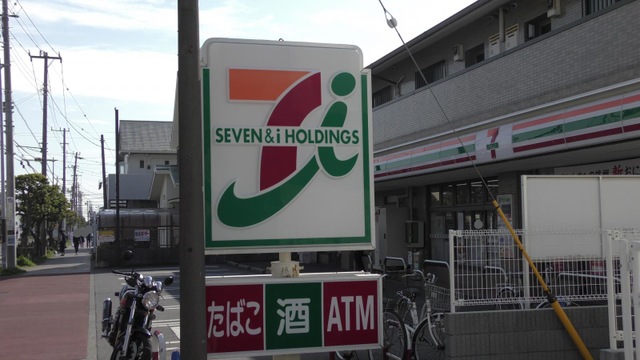 SEVEN&i HOLDINGS
たばこ 酒 ATM